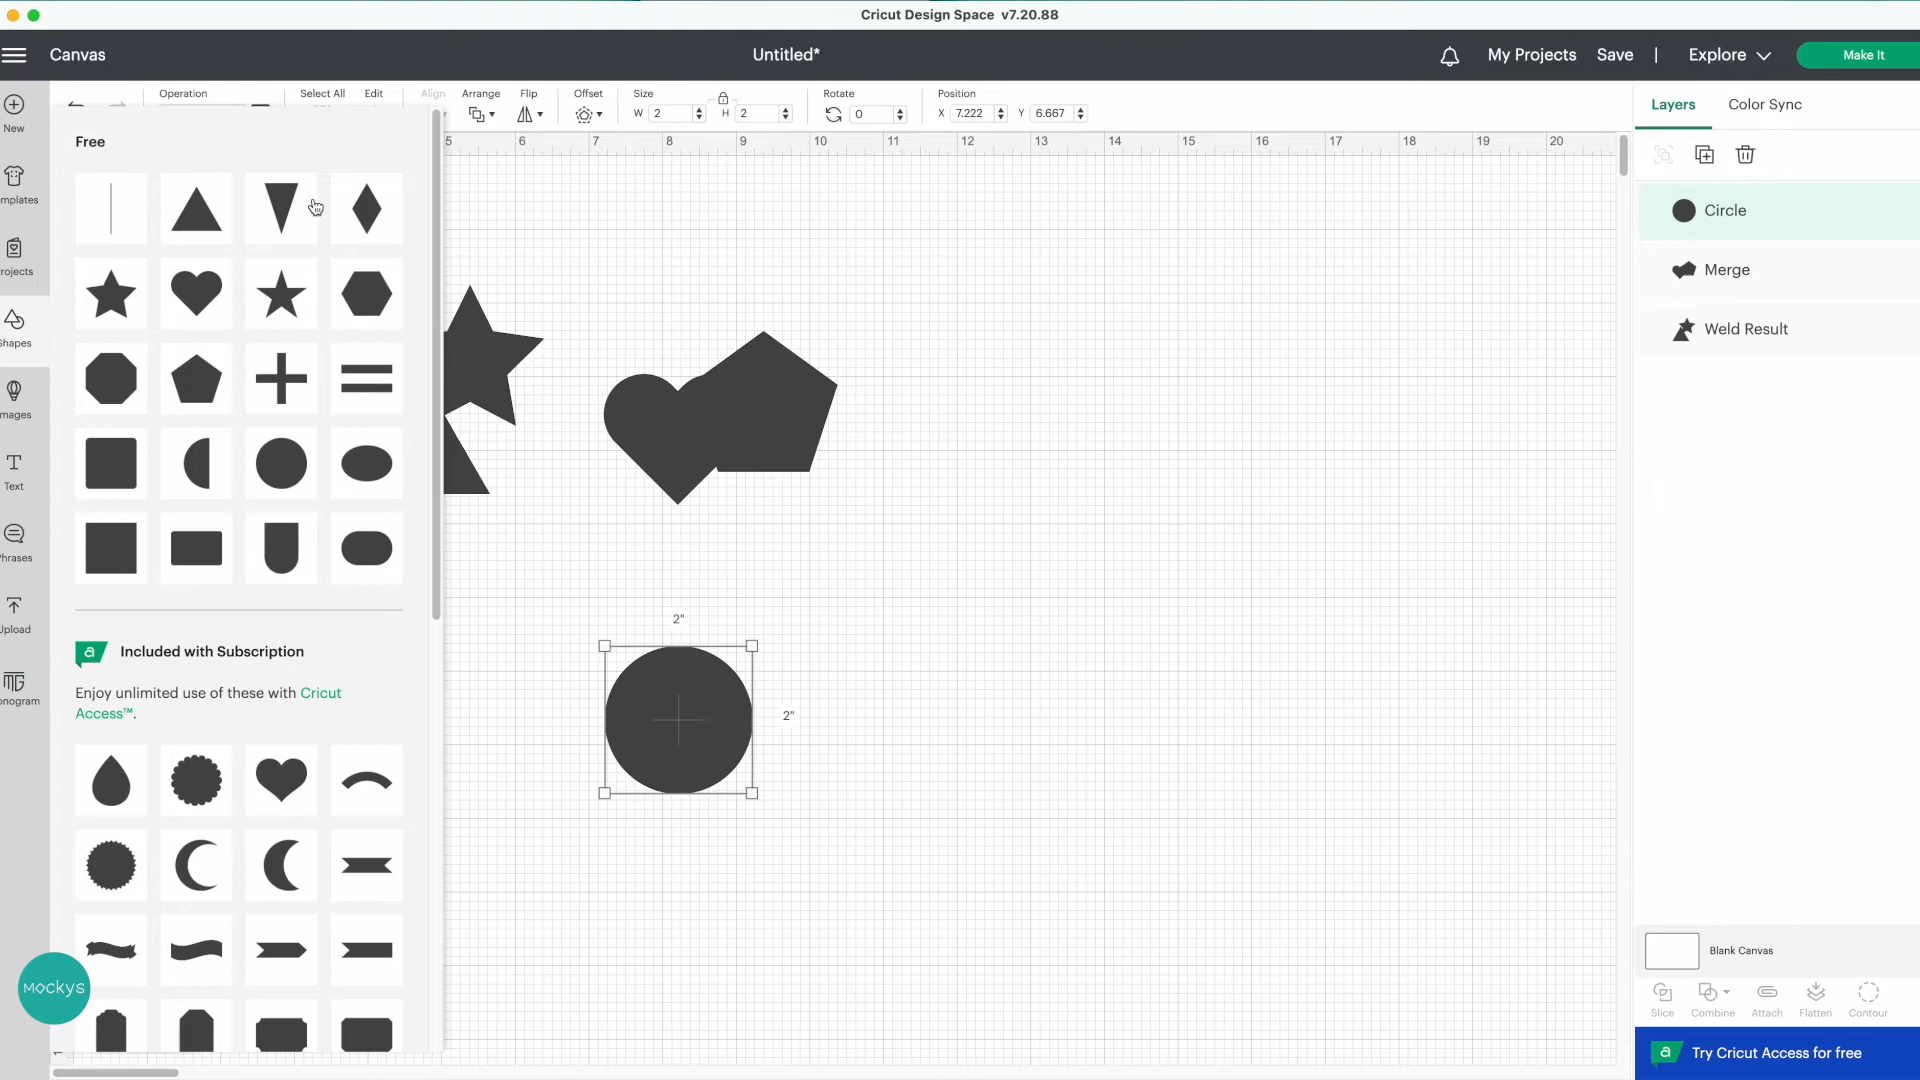 Cricut Design Space v7.20.88
Canvas
Untitled*
My Projects
Save
|
Explore
Make It
Operation
Select All
Edit
Align
Arrange
Flip
Offset
Size
W 2
H 2
Rotate
0
Position
X 7.222
Y 6.667
Layers
Color Sync
New
mplates
rojects
Shapes
mages
Text
hrases
Upload
onogram
Free
5 6 7 8 9 10 11 12 13 14 15 16 17 18 19 20
Circle
Merge
Weld Result
2"
2"
a Included with Subscription
Enjoy unlimited use of these with Cricut
Access™.
MOCKYS
Blank Canvas
Slice
Combine
Attach
Flatten
Contour
a Try Cricut Access for free